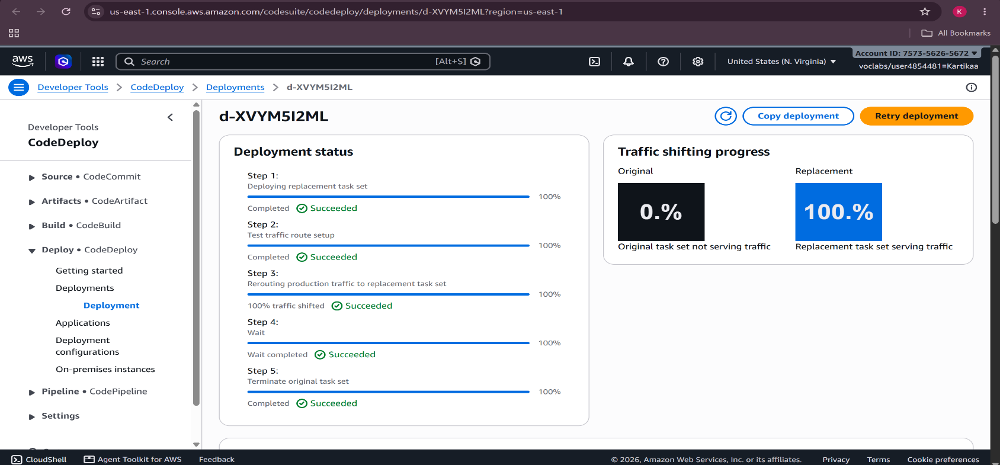 us-east-1.console.aws.amazon.com/codesuite/codedeploy/deployments/d-XVYM5I2ML?region=us-east-1
K
All Bookmarks
aws
Search
[Alt+S]
United States (N. Virginia)
Account ID: 7573-5626-5672
voclabs/user4854481=Kartikaa
Developer Tools
CodeDeploy
Deployments
d-XVYM5I2ML
Developer Tools
CodeDeploy
Source • CodeCommit
Artifacts • CodeArtifact
Build • CodeBuild
Deploy • CodeDeploy
Getting started
Deployments
Deployment
Applications
Deployment
configurations
On-premises instances
Pipeline • CodePipeline
Settings
d-XVYM5I2ML
Copy deployment
Retry deployment
Deployment status
Step 1:
Deploying replacement task set
100%
Completed Succeeded
Step 2:
Test traffic route setup
100%
Completed Succeeded
Step 3:
Rerouting production traffic to replacement task set
100%
100% traffic shifted Succeeded
Step 4:
Wait
100%
Wait completed Succeeded
Step 5:
Terminate original task set
100%
Completed Succeeded
Traffic shifting progress
Original
0.%
Original task set not serving traffic
Replacement
100.%
Replacement task set serving traffic
CloudShell
Agent Toolkit for AWS
Feedback
© 2026, Amazon Web Services, Inc. or its affiliates.
Privacy
Terms
Cookie preferences